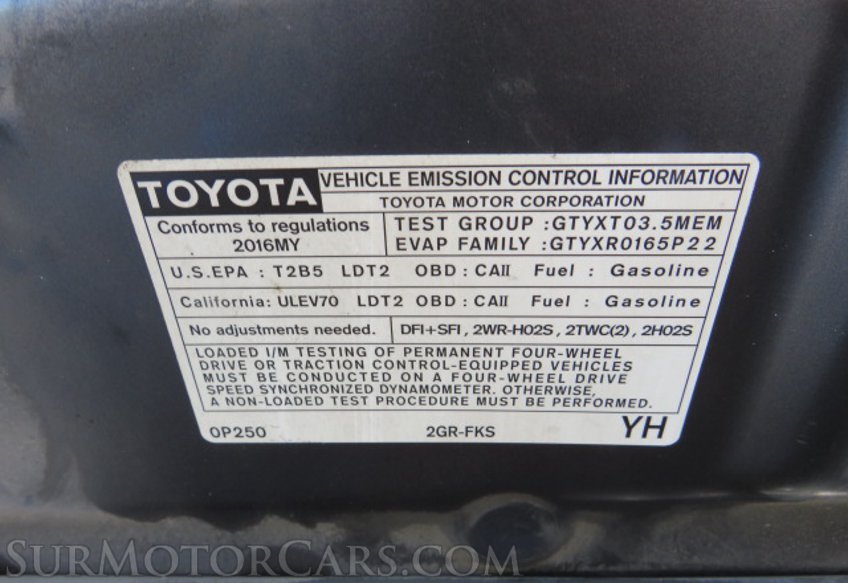 TOYOTA
VEHICLE EMISSION CONTROL INFORMATION
TOYOTA MOTOR CORPORATION
Conforms to regulations
2016MY
TEST GROUP : GTYXT03.5MEM
EVAP FAMILY : GTYXR0165P22
U.S.EPA : T2B5 LDT2 OBD : CAII Fuel : Gasoline
California: ULEV70 LDT2 OBD : CAII Fuel : Gasoline
No adjustments needed.
DFI+SFI , 2WR-HO2S , 2TWC(2) , 2HO2S
LOADED I/M TESTING OF PERMANENT FOUR-WHEEL
DRIVE OR TRACTION CONTROL-EQUIPPED VEHICLES
MUST BE CONDUCTED ON A FOUR-WHEEL DRIVE
SPEED SYNCHRONIZED DYNAMOMETER. OTHERWISE,
A NON-LOADED TEST PROCEDURE MUST BE PERFORMED.
0P250 2GR-FKS YH
SURMOTORCARS.COM